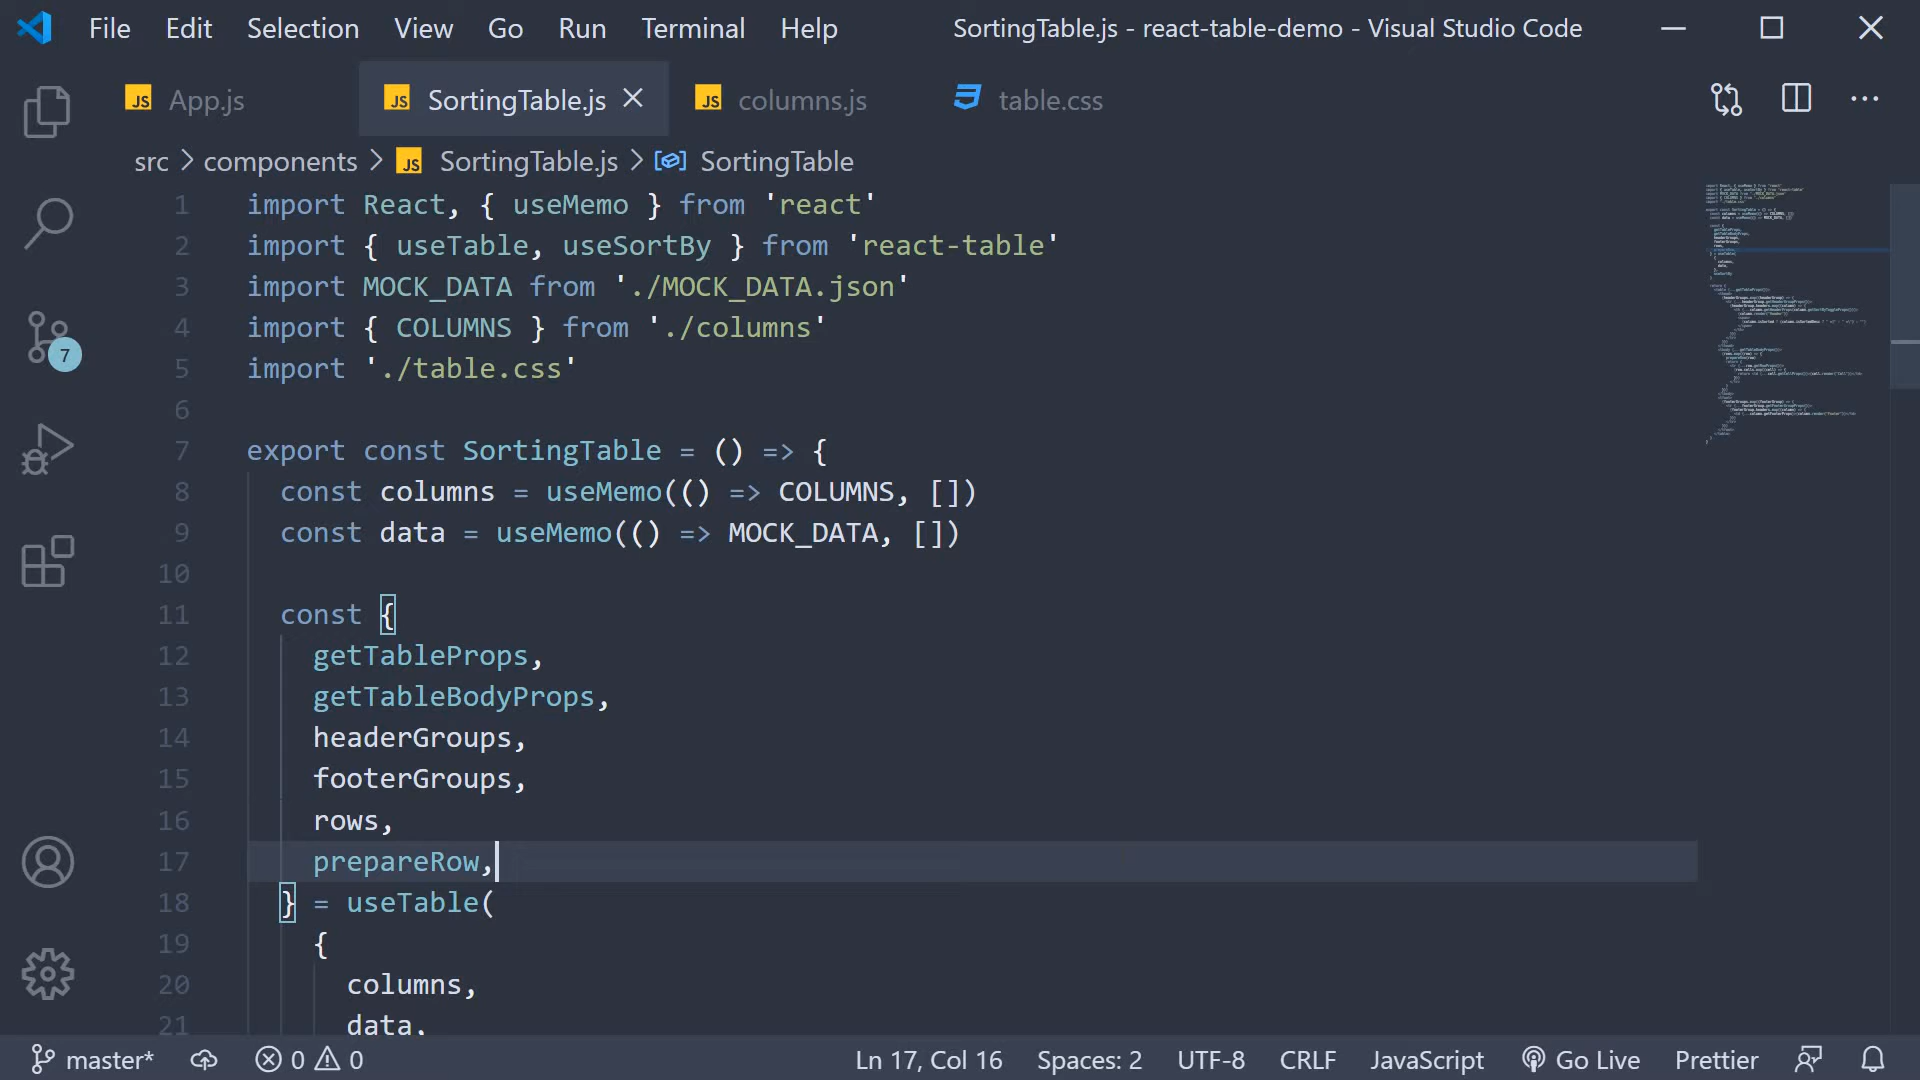 File Edit Selection View Go Run Terminal Help SortingTable.js - react-table-demo - Visual Studio Code
JS App.js JS SortingTable.js JS columns.js table.css
src > components > JS SortingTable.js > SortingTable
1 import React, { useMemo } from 'react'
2 import { useTable, useSortBy } from 'react-table'
3 import MOCK_DATA from './MOCK_DATA.json'
4 import { COLUMNS } from './columns'
5 import './table.css'
6
7 export const SortingTable = () => {
8 const columns = useMemo(() => COLUMNS, [])
9 const data = useMemo(() => MOCK_DATA, [])
10
11 const {
12 getTableProps,
13 getTableBodyProps,
14 headerGroups,
15 footerGroups,
16 rows,
17 prepareRow,
18 } = useTable(
19 {
20 columns,
21 data,
7
master* 0 0 Ln 17, Col 16 Spaces: 2 UTF-8 CRLF JavaScript Go Live Prettier